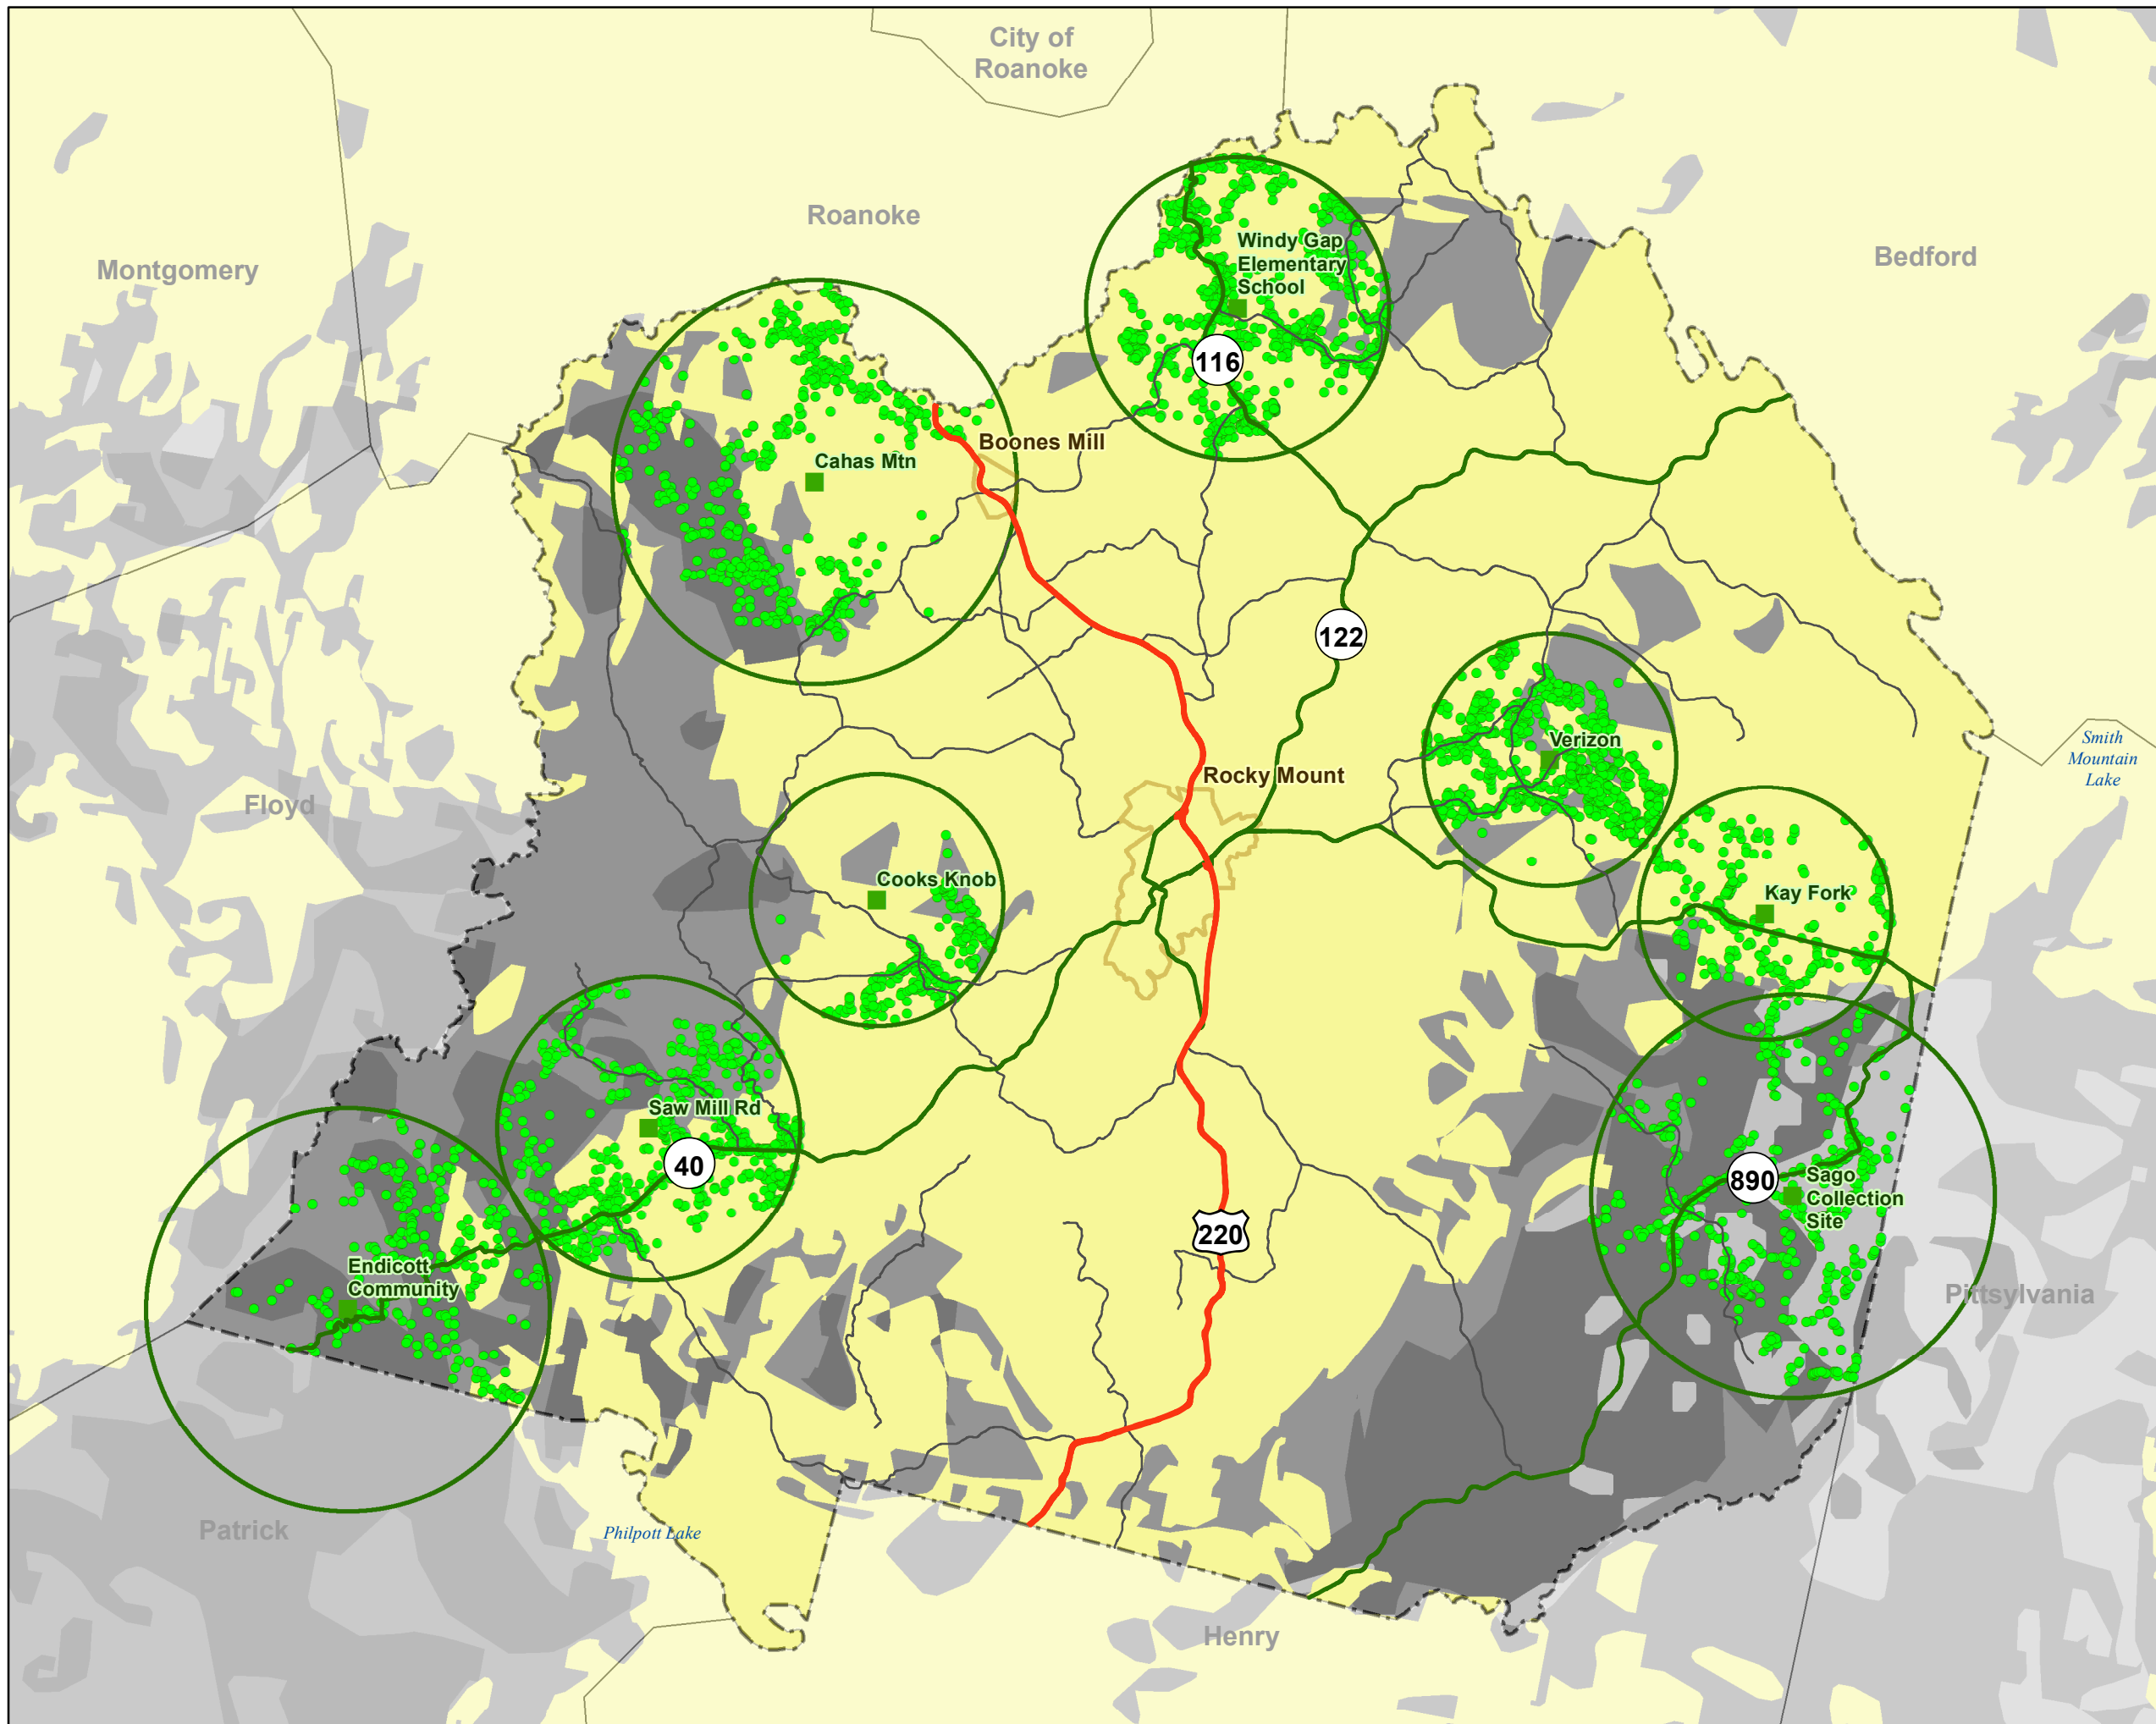 City of
Roanoke
Roanoke
Montgomery
Bedford
Windy Gap
Elementary
School
116
Boones Mill
Cahas Mtn
122
Verizon
Smith
Mountain
Lake
Rocky Mount
Floyd
Cooks Knob
Kay Fork
Saw Mill Rd
40
890
Sago
Collection
Site
220
Endicott
Community
Pittsylvania
Patrick
Philpott Lake
Henry